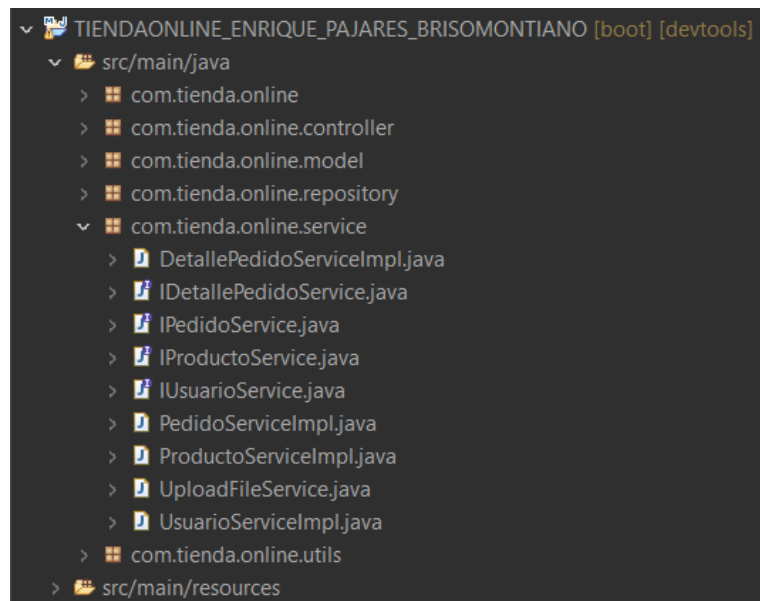 TIENDAONLINE_ENRIQUE_PAJARES_BRISOMONTIANO [boot] [devtools]
src/main/java
com.tienda.online
com.tienda.online.controller
com.tienda.online.model
com.tienda.online.repository
com.tienda.online.service
DetallePedidoServiceImpl.java
IDetallePedidoService.java
IPedidoService.java
IProductoService.java
IUsuarioService.java
PedidoServiceImpl.java
ProductoServiceImpl.java
UploadFileService.java
UsuarioServiceImpl.java
com.tienda.online.utils
src/main/resources